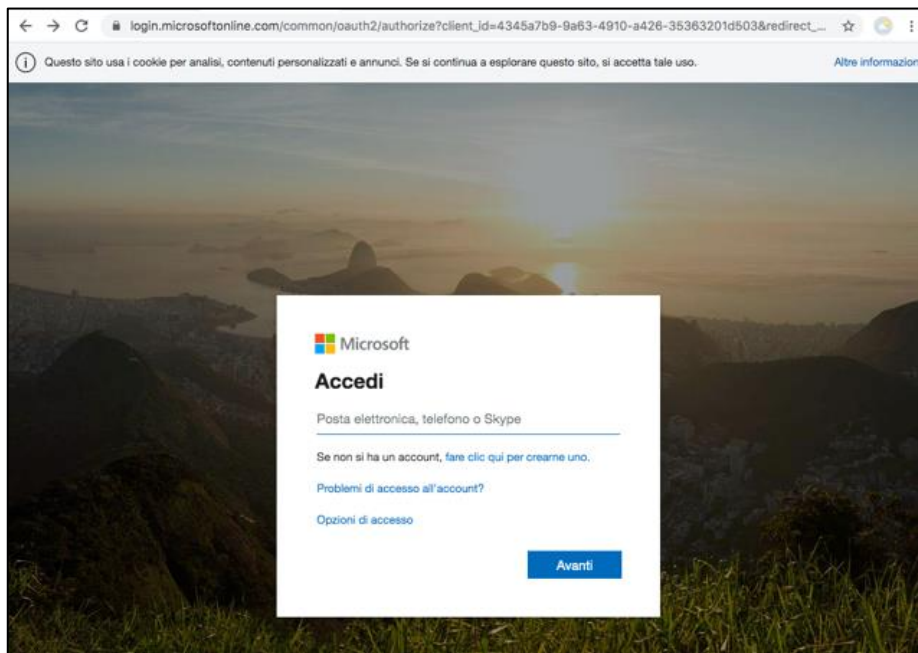 login.microsoftonline.com/common/oauth2/authorize?client_id=4345a7b9-9a63-4910-a426-35363201d503&redirect_...
Questo sito usa i cookie per analisi, contenuti personalizzati e annunci. Se si continua a esplorare questo sito, si accetta tale uso. Altre informazion
Microsoft
Accedi
Posta elettronica, telefono o Skype
Se non si ha un account, fare clic qui per crearne uno.
Problemi di accesso all'account?
Opzioni di accesso
Avanti